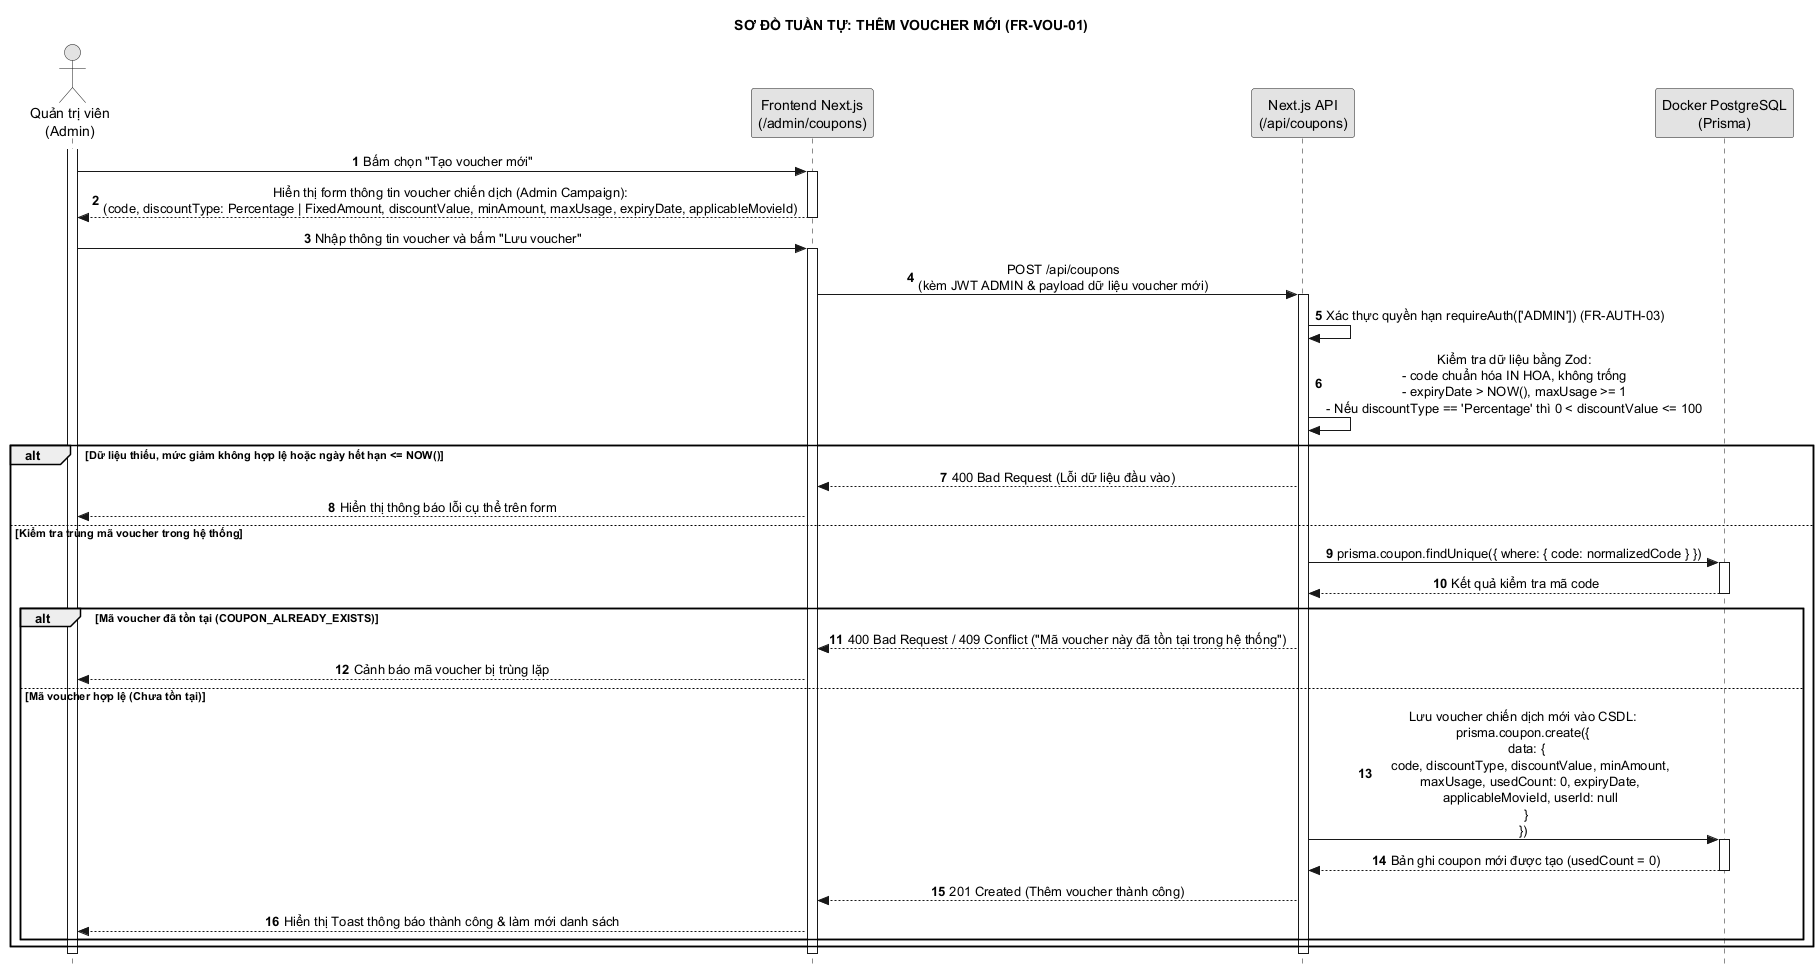 SƠ ĐỒ TUẦN TỰ: THÊM VOUCHER MỚI (FR-VOU-01)
Quản trị viên
(Admin)
Frontend Next.js
(/admin/coupons)
Next.js API
(/api/coupons)
Docker PostgreSQL
(Prisma)
1 Bấm chọn "Tạo voucher mới"
2 Hiển thị form thông tin voucher chiến dịch (Admin Campaign):
(code, discountType: Percentage | FixedAmount, discountValue, minAmount, maxUsage, expiryDate, applicableMovieId)
3 Nhập thông tin voucher và bấm "Lưu voucher"
4 POST /api/coupons
(kèm JWT ADMIN & payload dữ liệu voucher mới)
5 Xác thực quyền hạn requireAuth(['ADMIN']) (FR-AUTH-03)
6 Kiểm tra dữ liệu bằng Zod:
- code chuẩn hóa IN HOA, không trống
- expiryDate > NOW(), maxUsage >= 1
- Nếu discountType == 'Percentage' thì 0 < discountValue <= 100
alt [Dữ liệu thiếu, mức giảm không hợp lệ hoặc ngày hết hạn <= NOW()]
7 400 Bad Request (Lỗi dữ liệu đầu vào)
8 Hiển thị thông báo lỗi cụ thể trên form
[Kiểm tra trùng mã voucher trong hệ thống]
9 prisma.coupon.findUnique({ where: { code: normalizedCode } })
10 Kết quả kiểm tra mã code
alt [Mã voucher đã tồn tại (COUPON_ALREADY_EXISTS)]
11 400 Bad Request / 409 Conflict ("Mã voucher này đã tồn tại trong hệ thống")
12 Cảnh báo mã voucher bị trùng lặp
[Mã voucher hợp lệ (Chưa tồn tại)]
13 Lưu voucher chiến dịch mới vào CSDL:
prisma.coupon.create({
data: {
code, discountType, discountValue, minAmount,
maxUsage, usedCount: 0, expiryDate,
applicableMovieId, userId: null
}
})
14 Bản ghi coupon mới được tạo (usedCount = 0)
15 201 Created (Thêm voucher thành công)
16 Hiển thị Toast thông báo thành công & làm mới danh sách